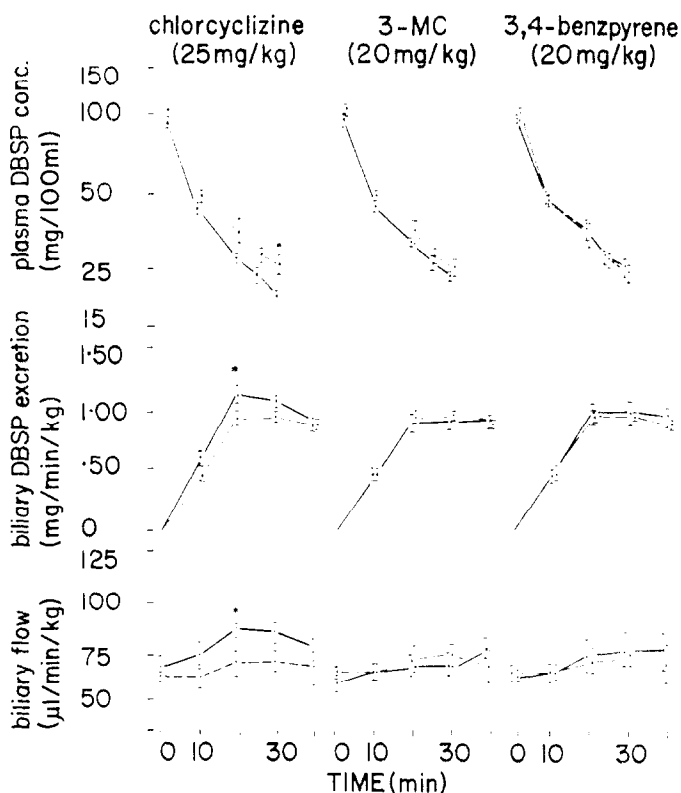 chlorcyclizine
(25mg/kg)
3-MC
(20mg/kg)
3,4-benzpyrene
(20mg/kg)
plasma DBSP conc.
(mg/100ml)
150
100
50
25
15
biliary DBSP excretion
(mg/min/kg)
1·50
1·00
·50
0
biliary flow
(µl/min/kg)
125
100
75
50
*
*
*
0 10 30
0 10 30
0 10 30
TIME(min)